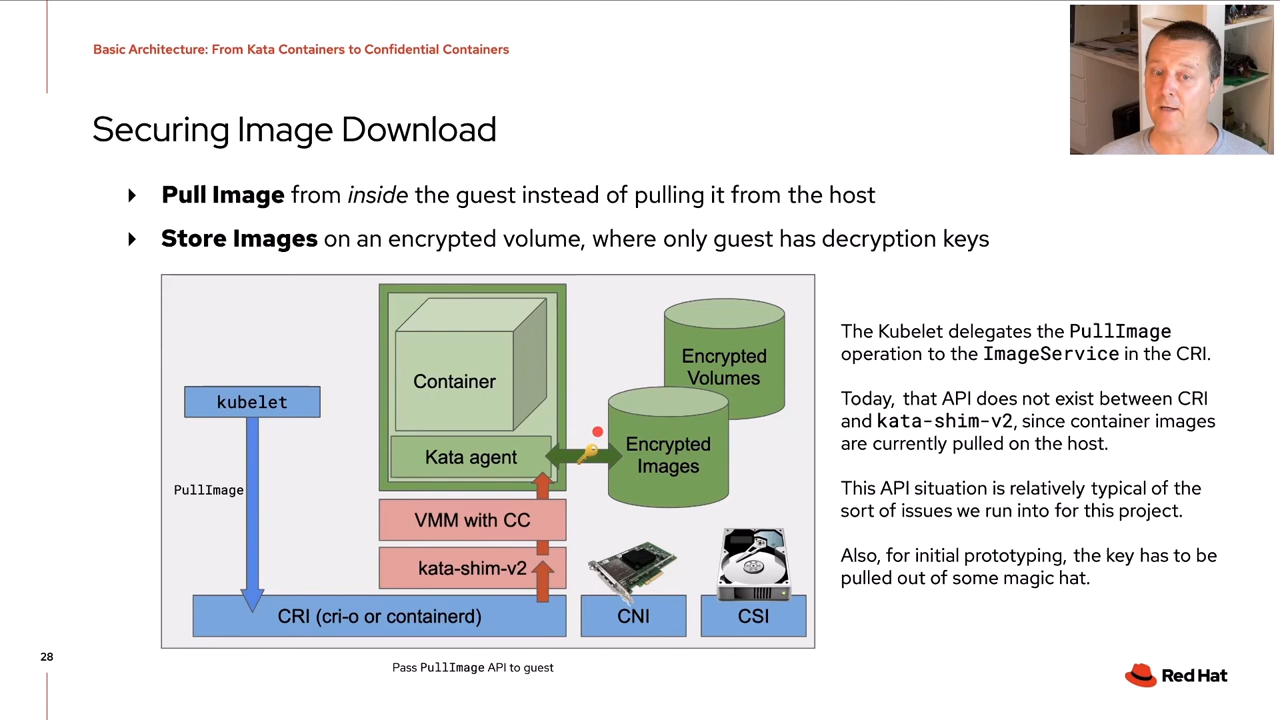 Basic Architecture: From Kata Containers to Confidential Containers
Securing Image Download
Pull Image from inside the guest instead of pulling it from the host
Store Images on an encrypted volume, where only guest has decryption keys
kubelet
PullImage
Container
Kata agent
VMM with CC
kata-shim-v2
CRI (cri-o or containerd)
Encrypted
Volumes
Encrypted
Images
CNI
CSI
Pass PullImage API to guest
The Kubelet delegates the PullImage
operation to the ImageService in the CRI.
Today, that API does not exist between CRI
and kata-shim-v2, since container images
are currently pulled on the host.
This API situation is relatively typical of the
sort of issues we run into for this project.
Also, for initial prototyping, the key has to be
pulled out of some magic hat.
28
Red Hat